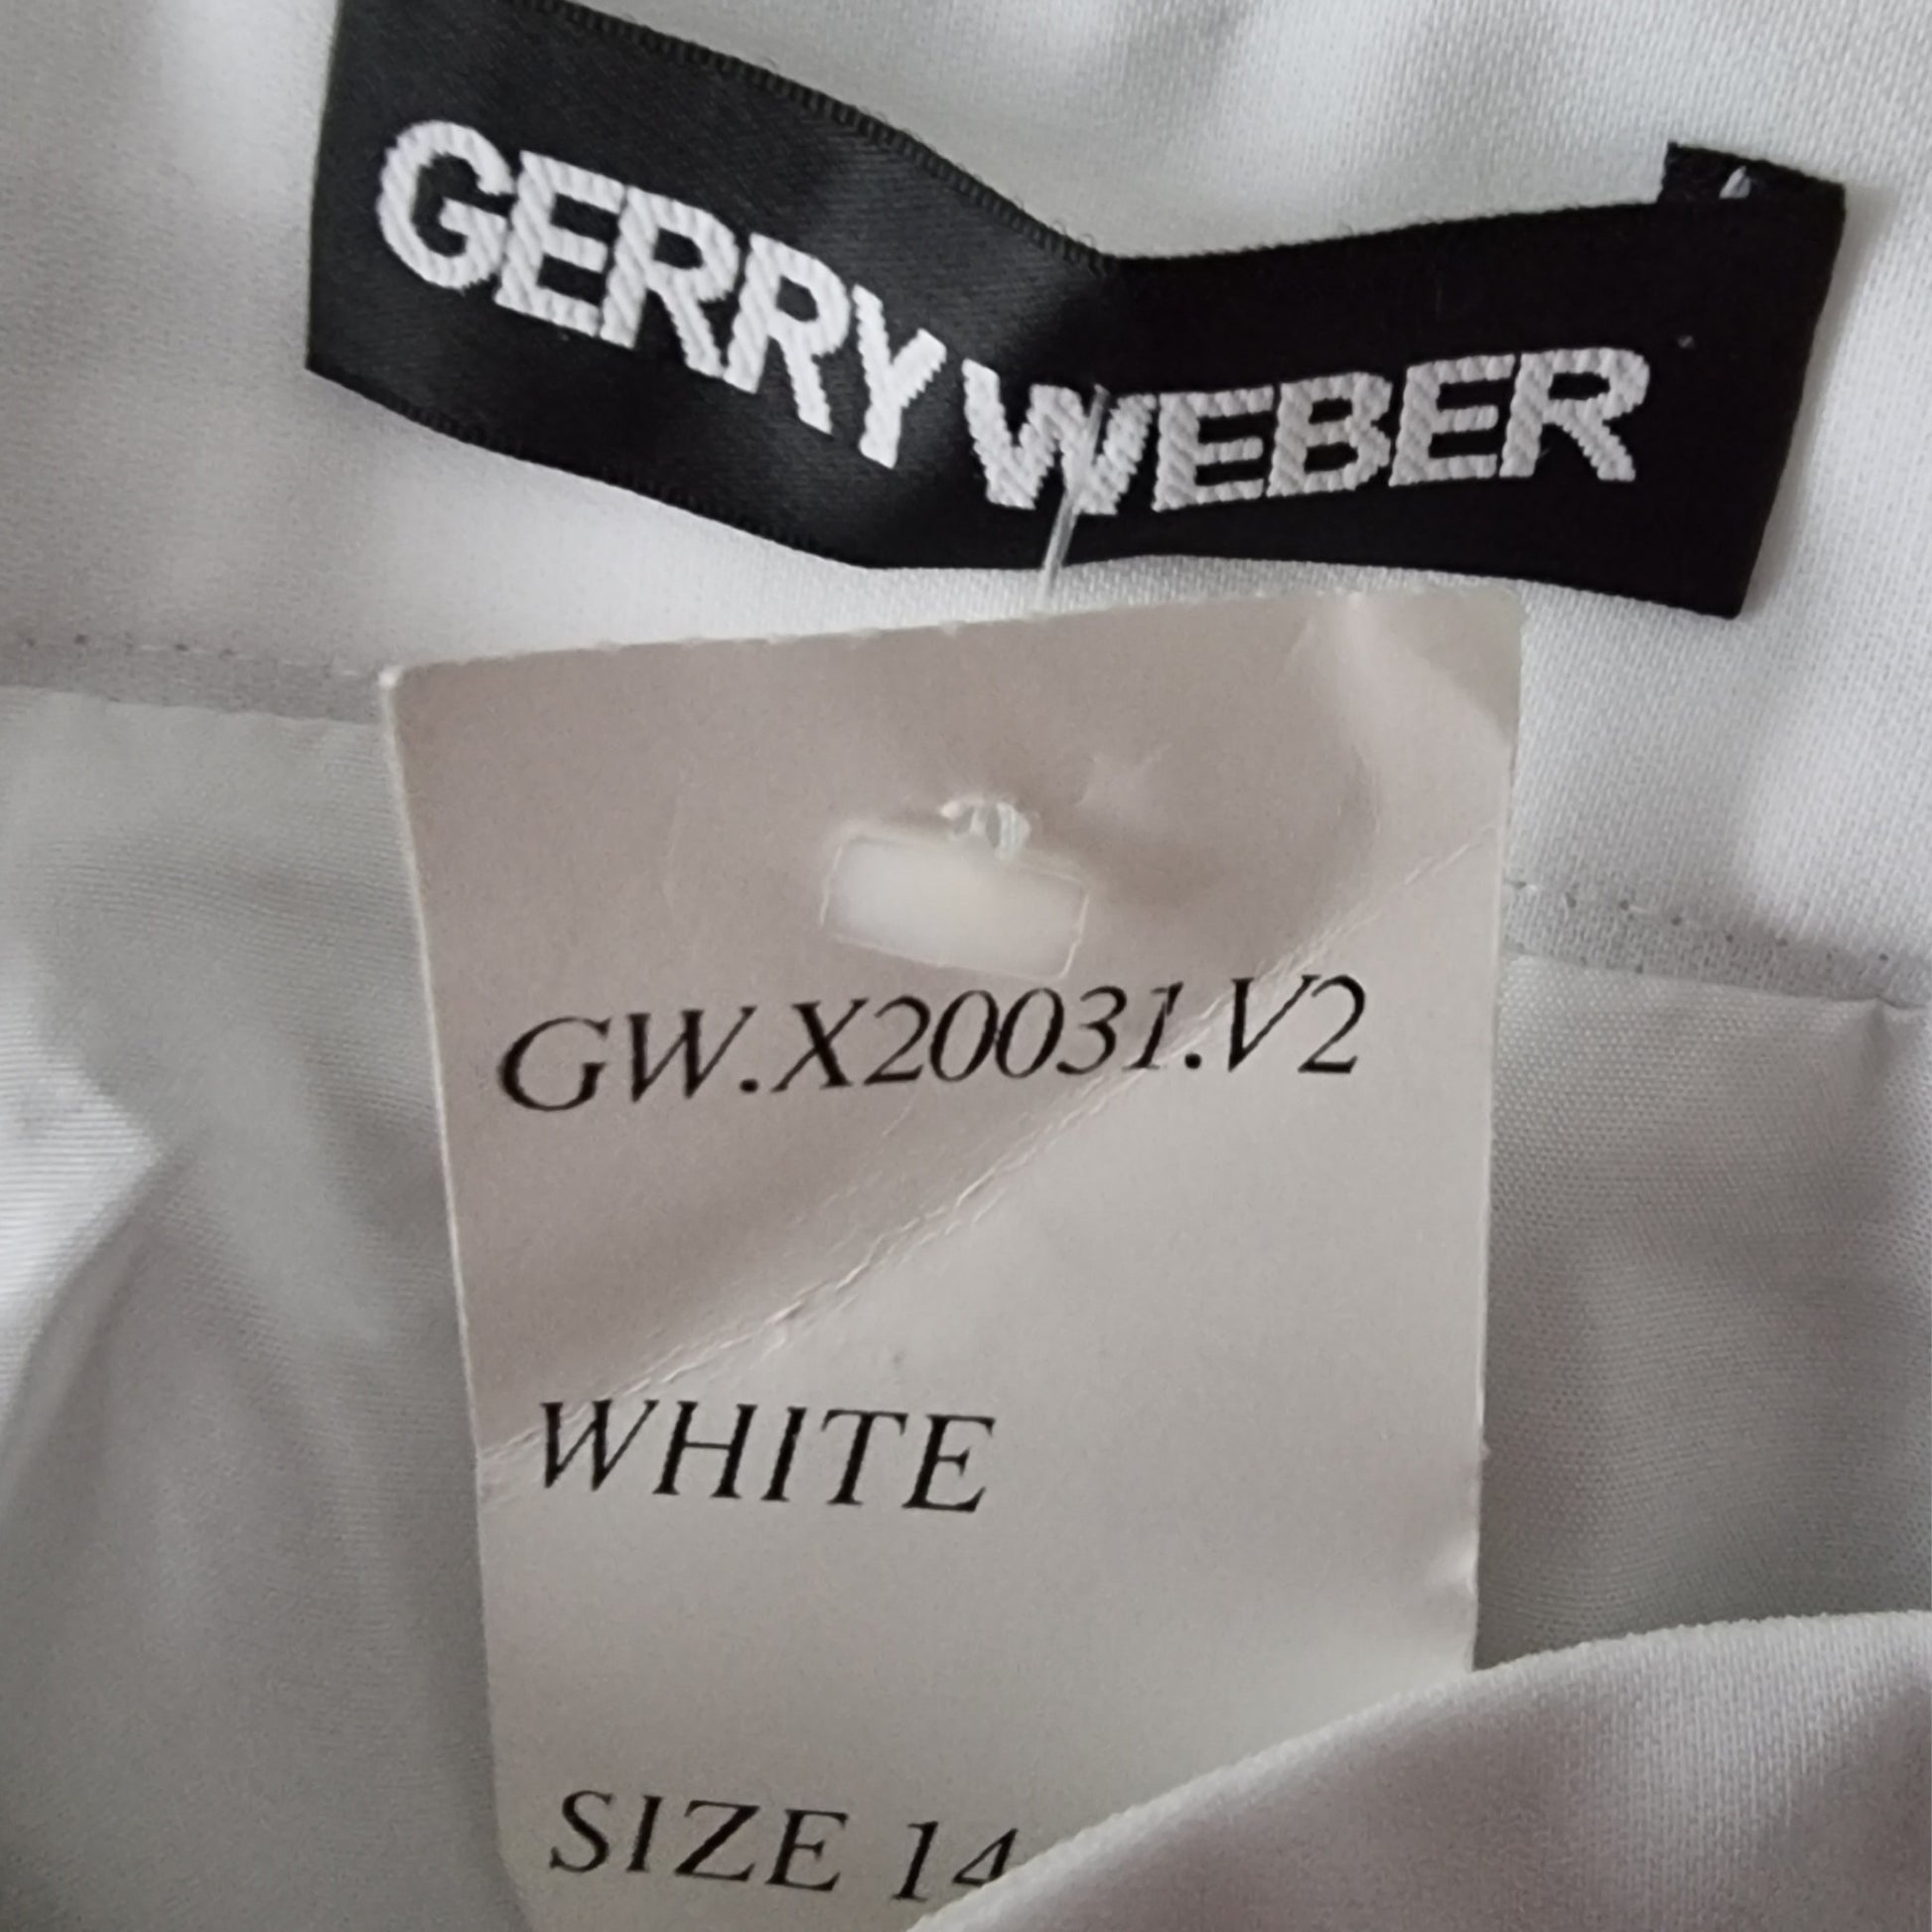 GERRY WEBER
GW.X20031.V2
WHITE
SIZE 14